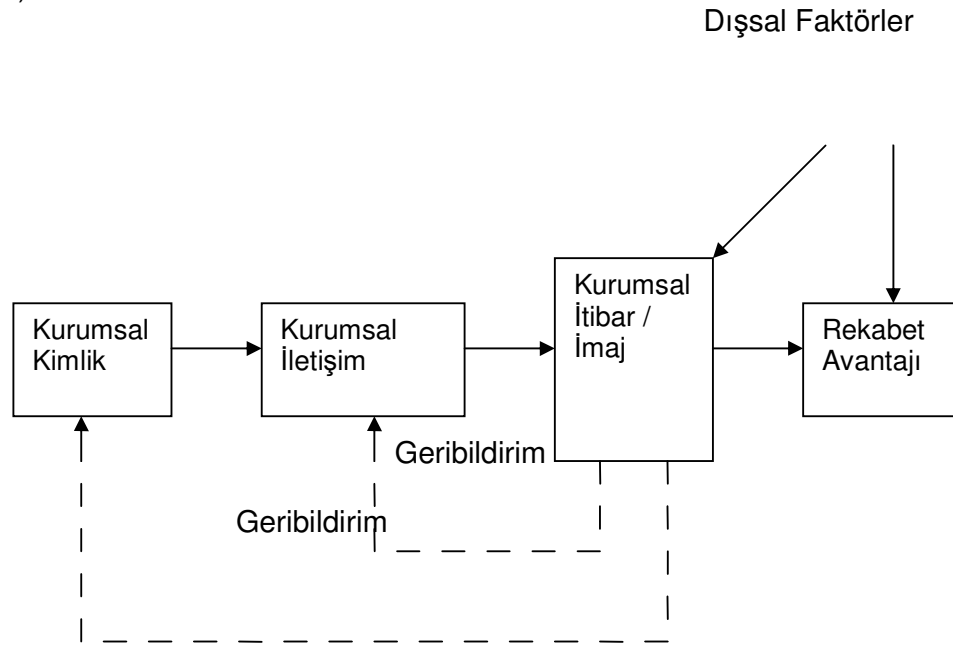 Dışsal Faktörler
Kurumsal
Kimlik
Kurumsal
İletişim
Kurumsal
İtibar /
İmaj
Rekabet
Avantajı
Geribildirim
Geribildirim